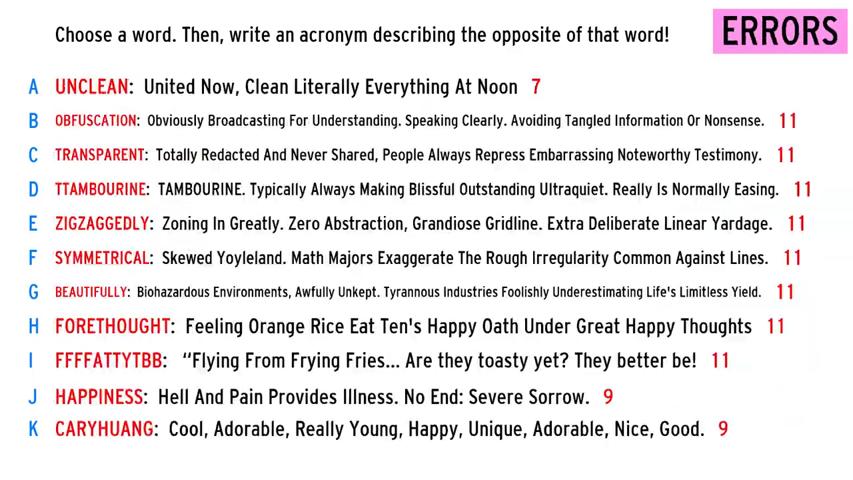 Choose a word. Then, write an acronym describing the opposite of that word!
ERRORS
A UNCLEAN: United Now, Clean Literally Everything At Noon 7
B OBFUSCATION: Obviously Broadcasting For Understanding. Speaking Clearly. Avoiding Tangled Information Or Nonsense. 11
C TRANSPARENT: Totally Redacted And Never Shared, People Always Repress Embarrassing Noteworthy Testimony. 11
D TTAMBOURINE: TAMBOURINE. Typically Always Making Blissful Outstanding Ultraquiet. Really Is Normally Easing. 11
E ZIGZAGGEDLY: Zoning In Greatly. Zero Abstraction, Grandiose Gridline. Extra Deliberate Linear Yardage. 11
F SYMMETRICAL: Skewed Yoyleland. Math Majors Exaggerate The Rough Irregularity Common Against Lines. 11
G BEAUTIFULLY: Biohazardous Environments, Awfully Unkept. Tyrannous Industries Foolishly Underestimating Life's Limitless Yield. 11
H FORETHOUGHT: Feeling Orange Rice Eat Ten's Happy Oath Under Great Happy Thoughts 11
I FFFFATTYTBB: “Flying From Frying Fries... Are they toasty yet? They better be! 11
J HAPPINESS: Hell And Pain Provides Illness. No End: Severe Sorrow. 9
K CARYHUANG: Cool, Adorable, Really Young, Happy, Unique, Adorable, Nice, Good. 9